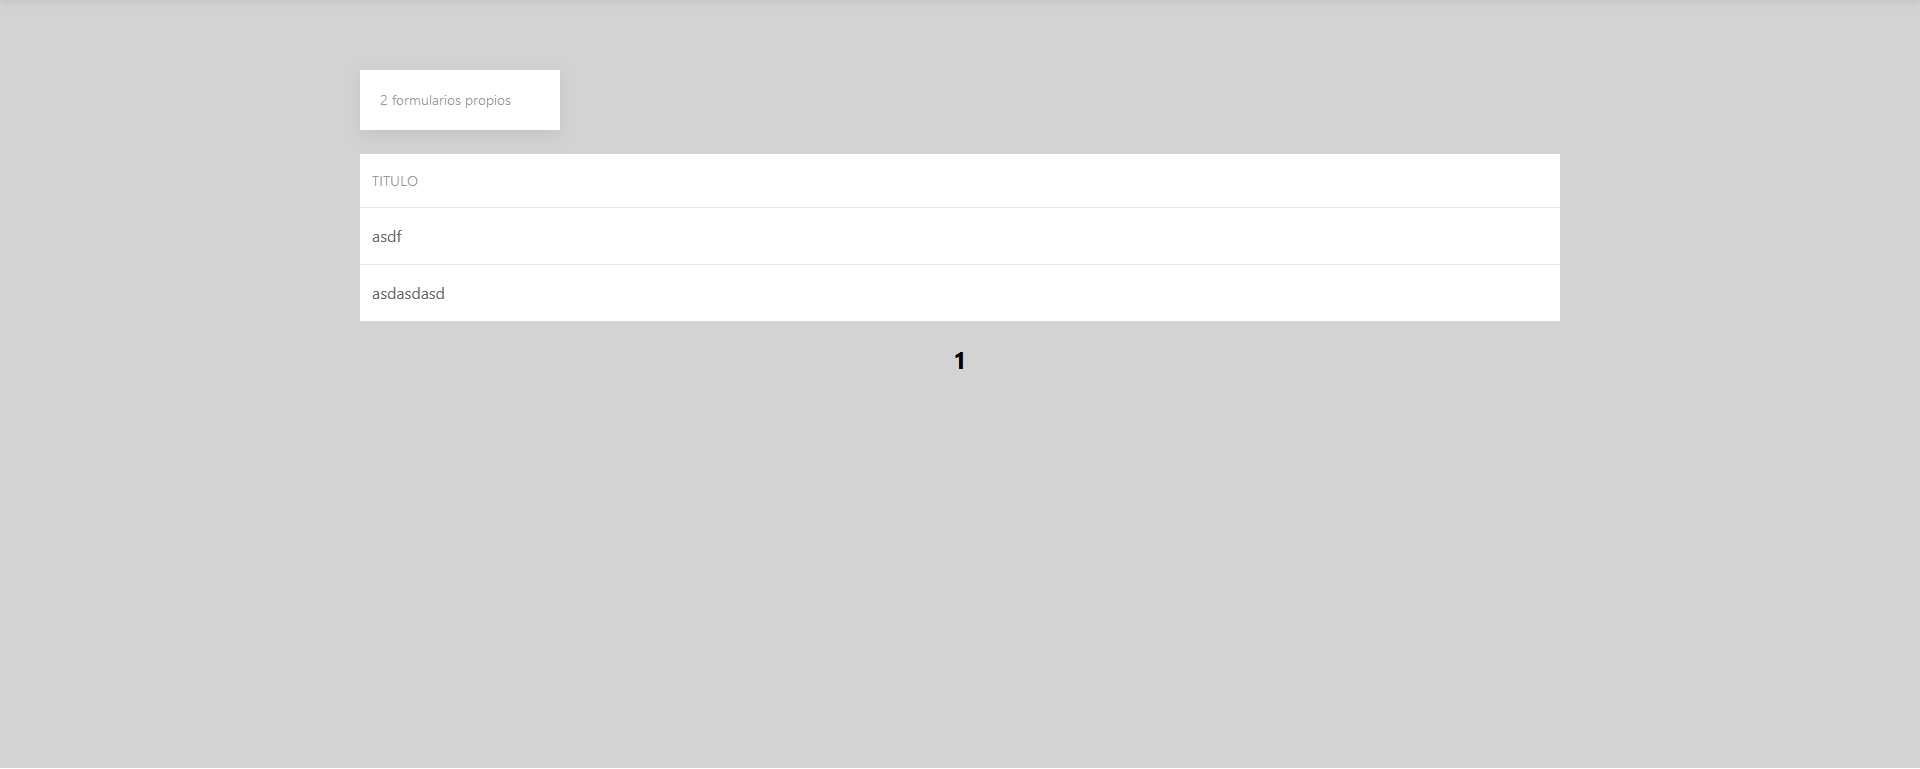 2 formularios propios
TITULO
asdf
asdasdasd
1